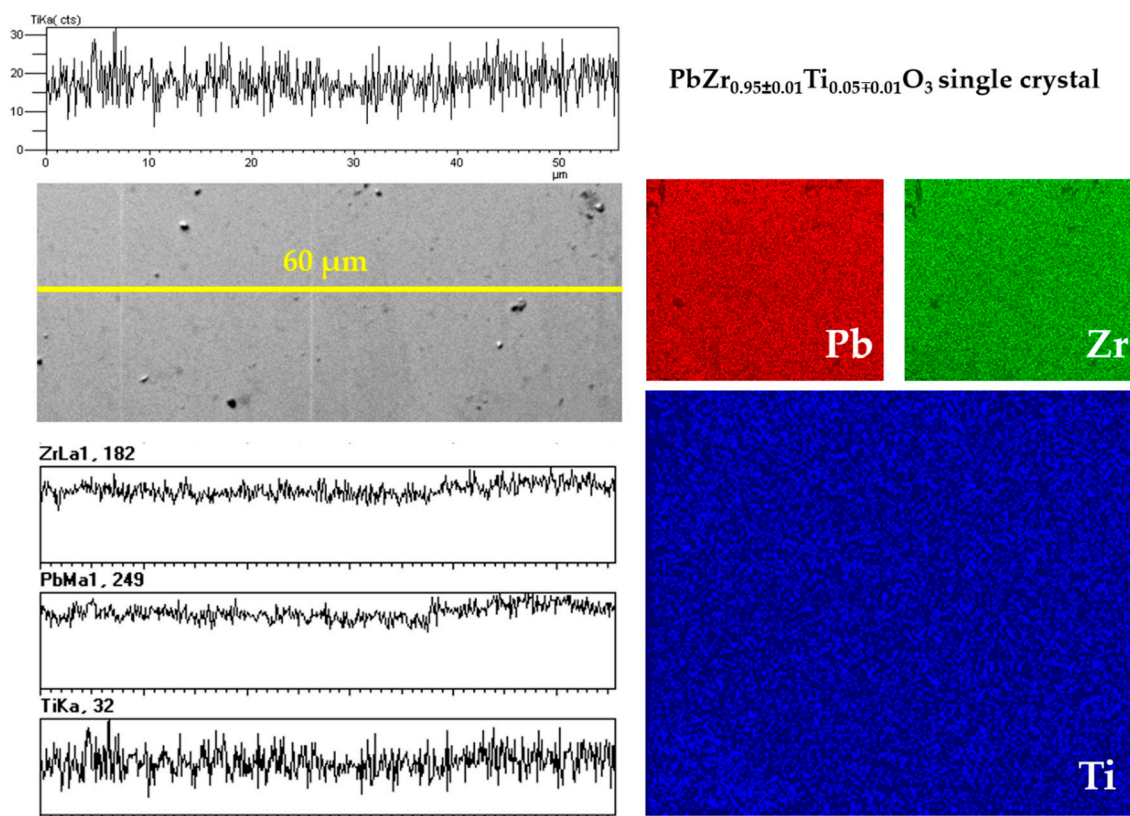 TiKa( cts)
30
20
10
0
0 10 20 30 40 50
µm
PbZr0.95±0.01Ti0.05∓0.01O3 single crystal
60 µm
Pb
Zr
ZrLa1, 182
PbMa1, 249
TiKa, 32
Ti